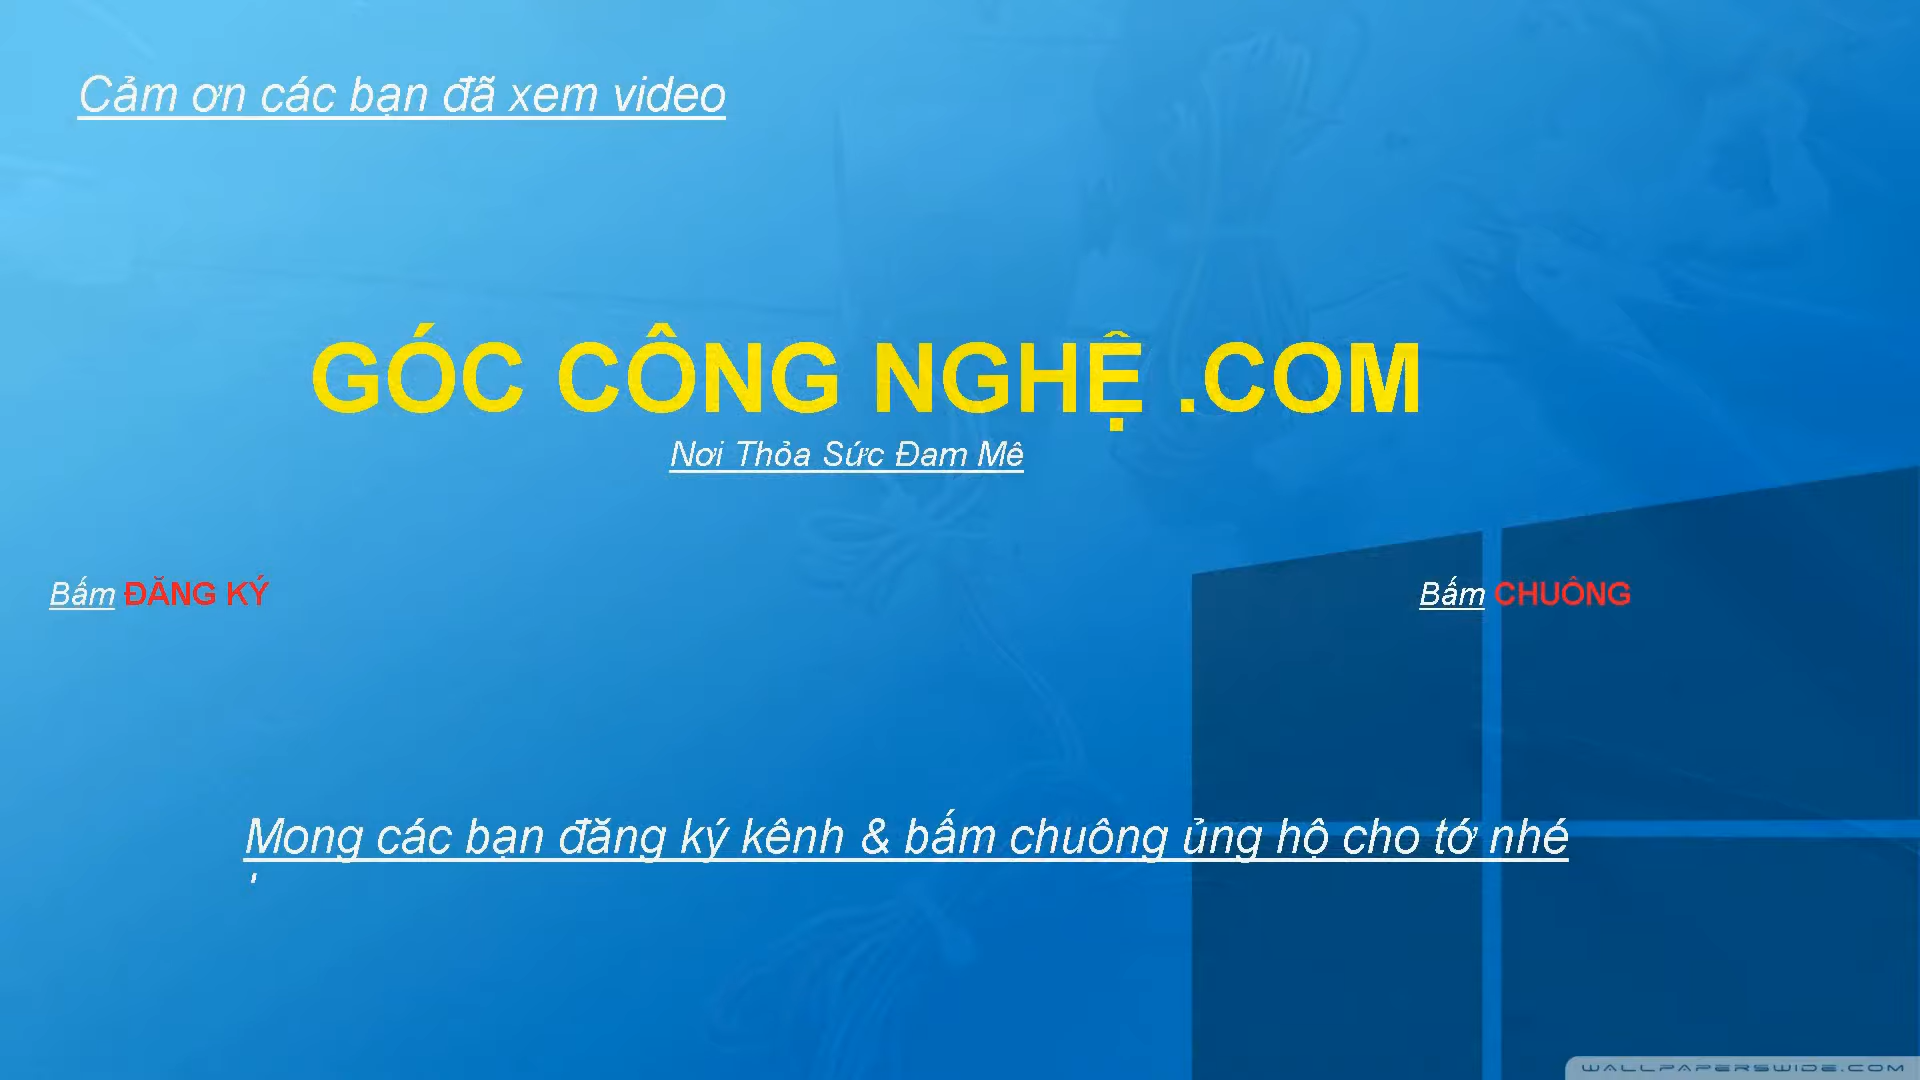 Cảm ơn các bạn đã xem video
GÓC CÔNG NGHỆ .COM
Nơi Thỏa Sức Đam Mê
Bấm ĐĂNG KÝ
Bấm CHUÔNG
Mong các bạn đăng ký kênh & bấm chuông ủng hộ cho tớ nhé
WALLPAPERSWIDE.COM